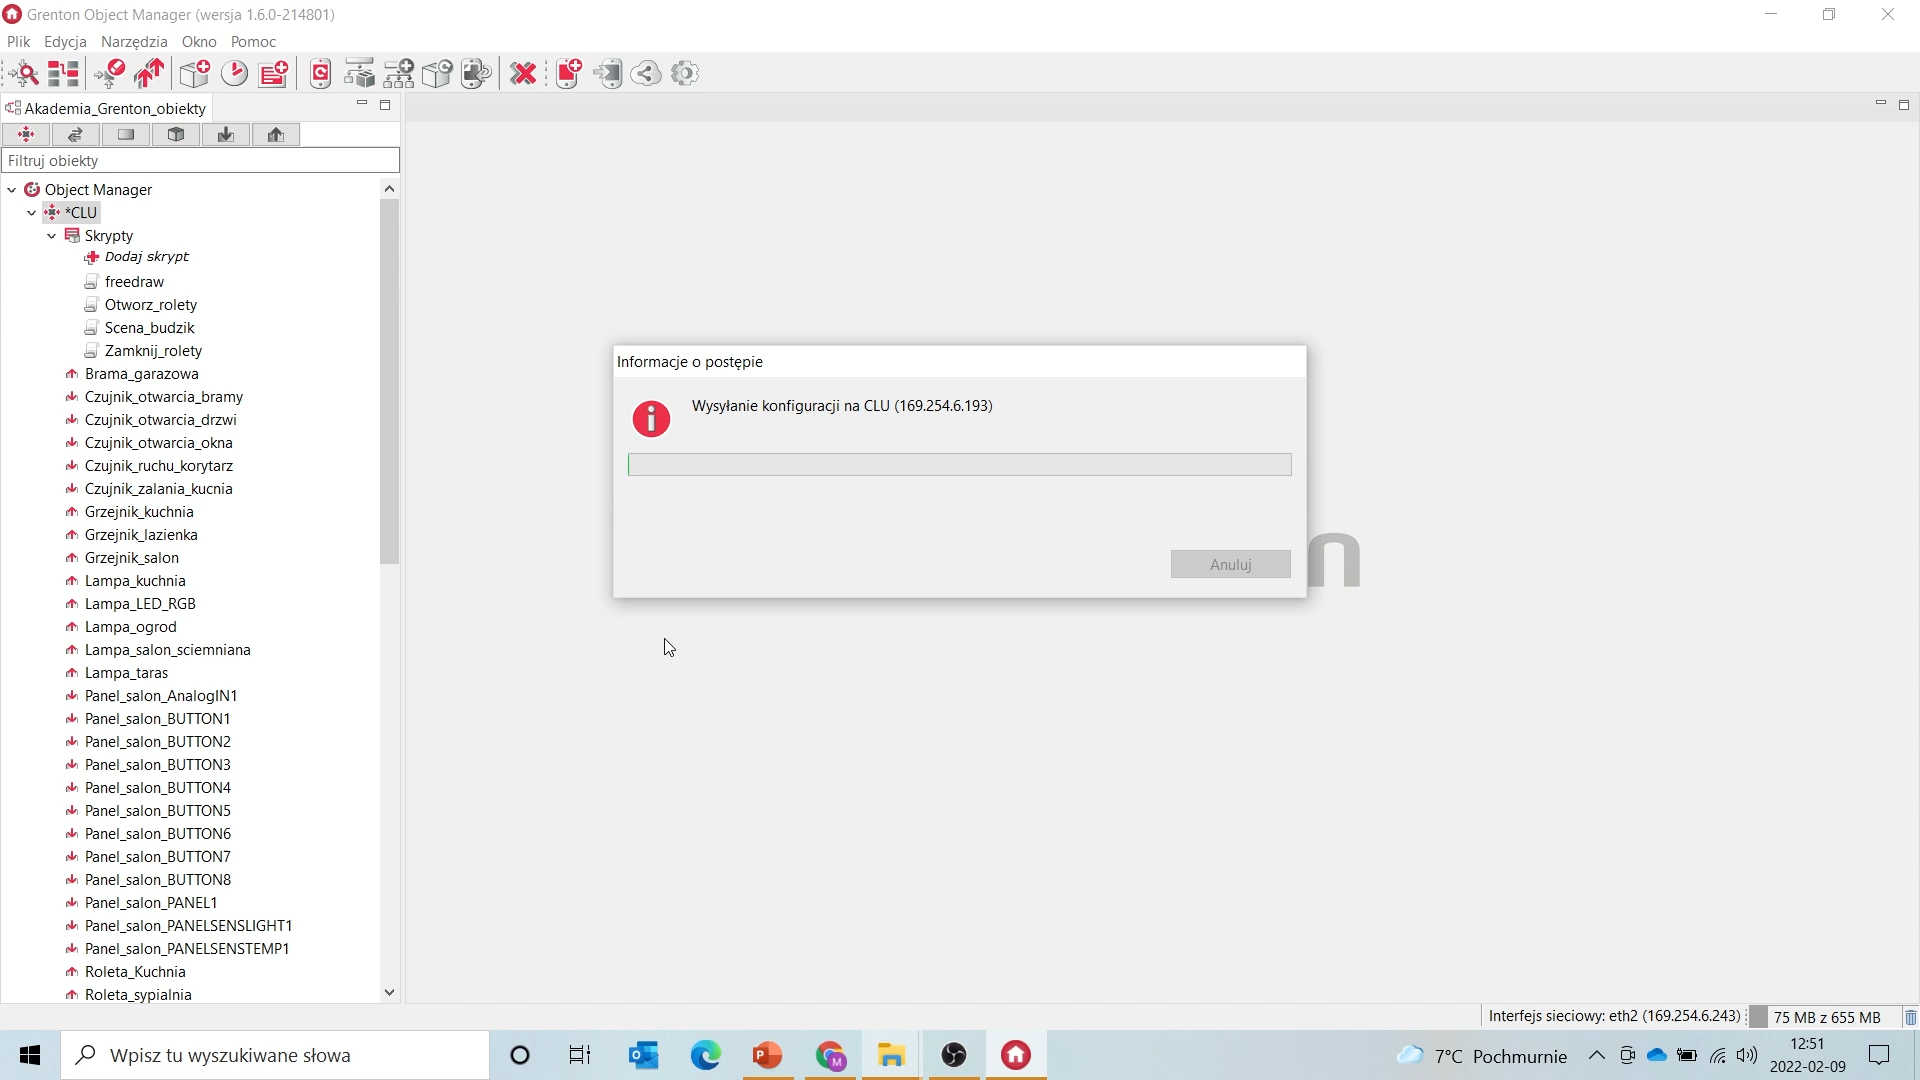 Grenton Object Manager (wersja 1.6.0-214801)
Plik Edycja Narzędzia Okno Pomoc
Akademia_Grenton_obiekty
Filtruj obiekty
Object Manager
*CLU
Skrypty
Dodaj skrypt
freedraw
Otworz_rolety
Scena_budzik
Zamknij_rolety
Brama_garazowa
Czujnik_otwarcia_bramy
Czujnik_otwarcia_drzwi
Czujnik_otwarcia_okna
Czujnik_ruchu_korytarz
Czujnik_zalania_kucnia
Grzejnik_kuchnia
Grzejnik_lazienka
Grzejnik_salon
Lampa_kuchnia
Lampa_LED_RGB
Lampa_ogrod
Lampa_salon_sciemniana
Lampa_taras
Panel_salon_AnalogIN1
Panel_salon_BUTTON1
Panel_salon_BUTTON2
Panel_salon_BUTTON3
Panel_salon_BUTTON4
Panel_salon_BUTTON5
Panel_salon_BUTTON6
Panel_salon_BUTTON7
Panel_salon_BUTTON8
Panel_salon_PANEL1
Panel_salon_PANELSENSLIGHT1
Panel_salon_PANELSENSTEMP1
Roleta_Kuchnia
Roleta_sypialnia
Informacje o postępie
Wysyłanie konfiguracji na CLU (169.254.6.193)
Anuluj
n
Interfejs sieciowy: eth2 (169.254.6.243)
75 MB z 655 MB
Wpisz tu wyszukiwane słowa
7°C Pochmurnie
12:51
2022-02-09